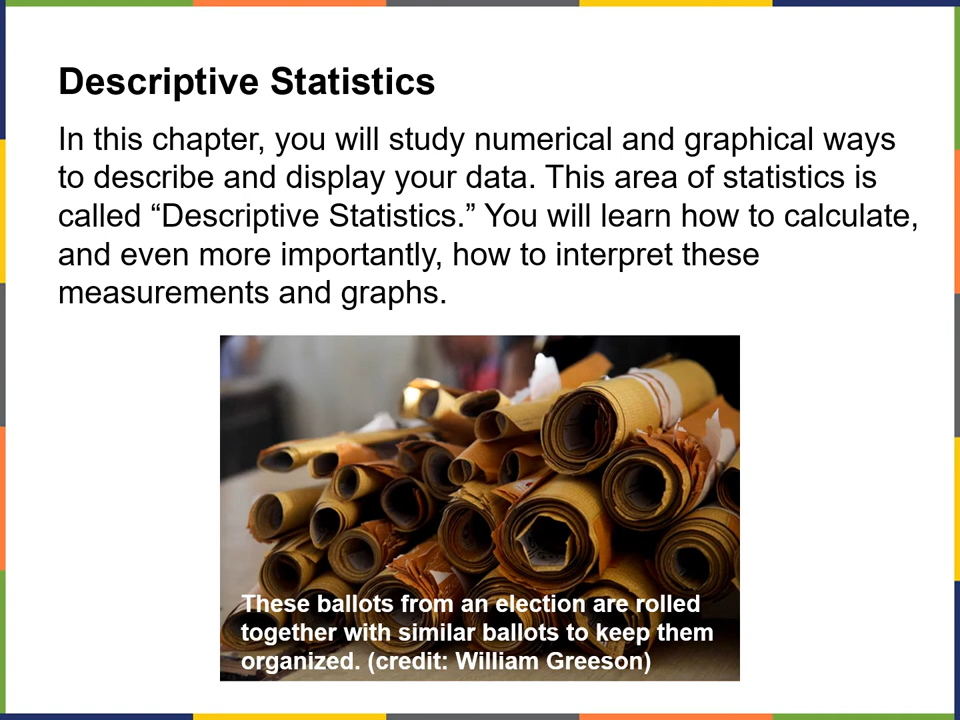 Descriptive Statistics
In this chapter, you will study numerical and graphical ways
to describe and display your data. This area of statistics is
called “Descriptive Statistics.” You will learn how to calculate,
and even more importantly, how to interpret these
measurements and graphs.
These ballots from an election are rolled
together with similar ballots to keep them
organized. (credit: William Greeson)